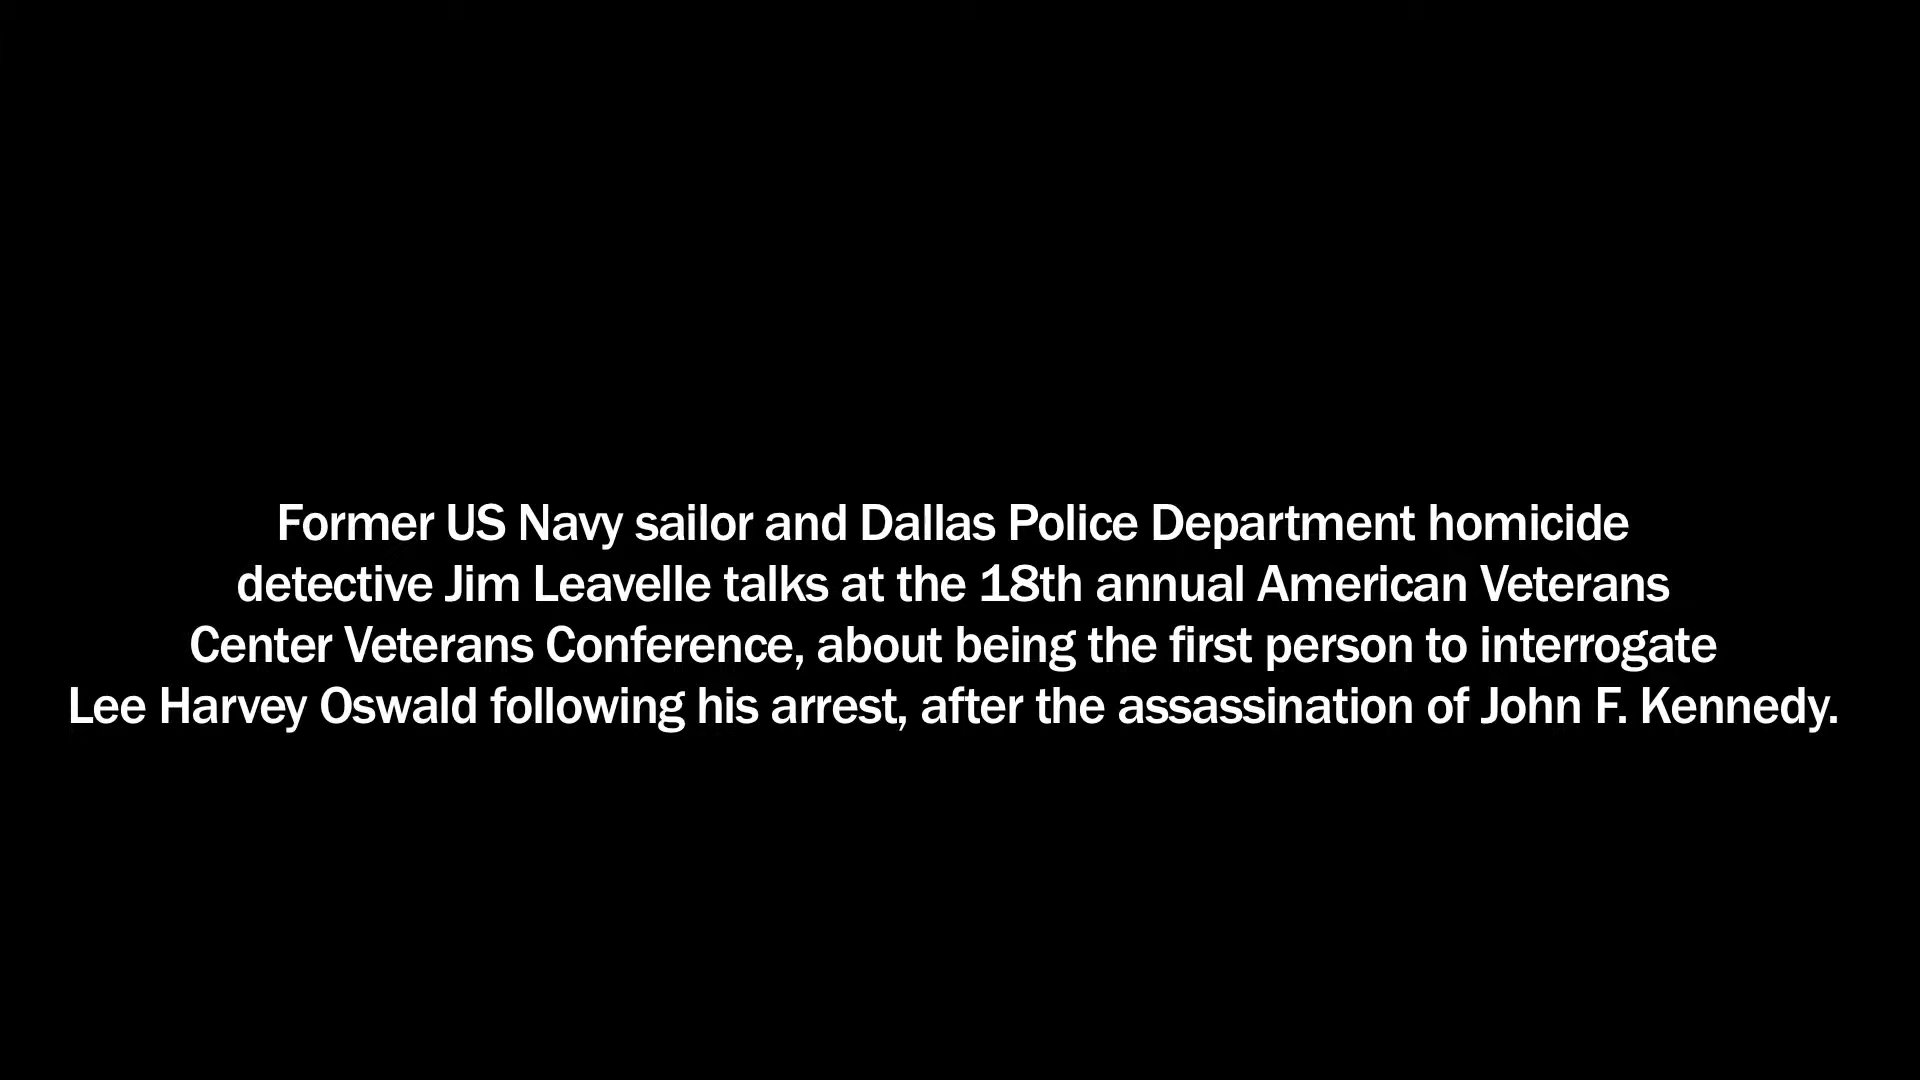 Former US Navy sailor and Dallas Police Department homicide
detective Jim Leavelle talks at the 18th annual American Veterans
Center Veterans Conference, about being the first person to interrogate
Lee Harvey Oswald following his arrest, after the assassination of John F. Kennedy.